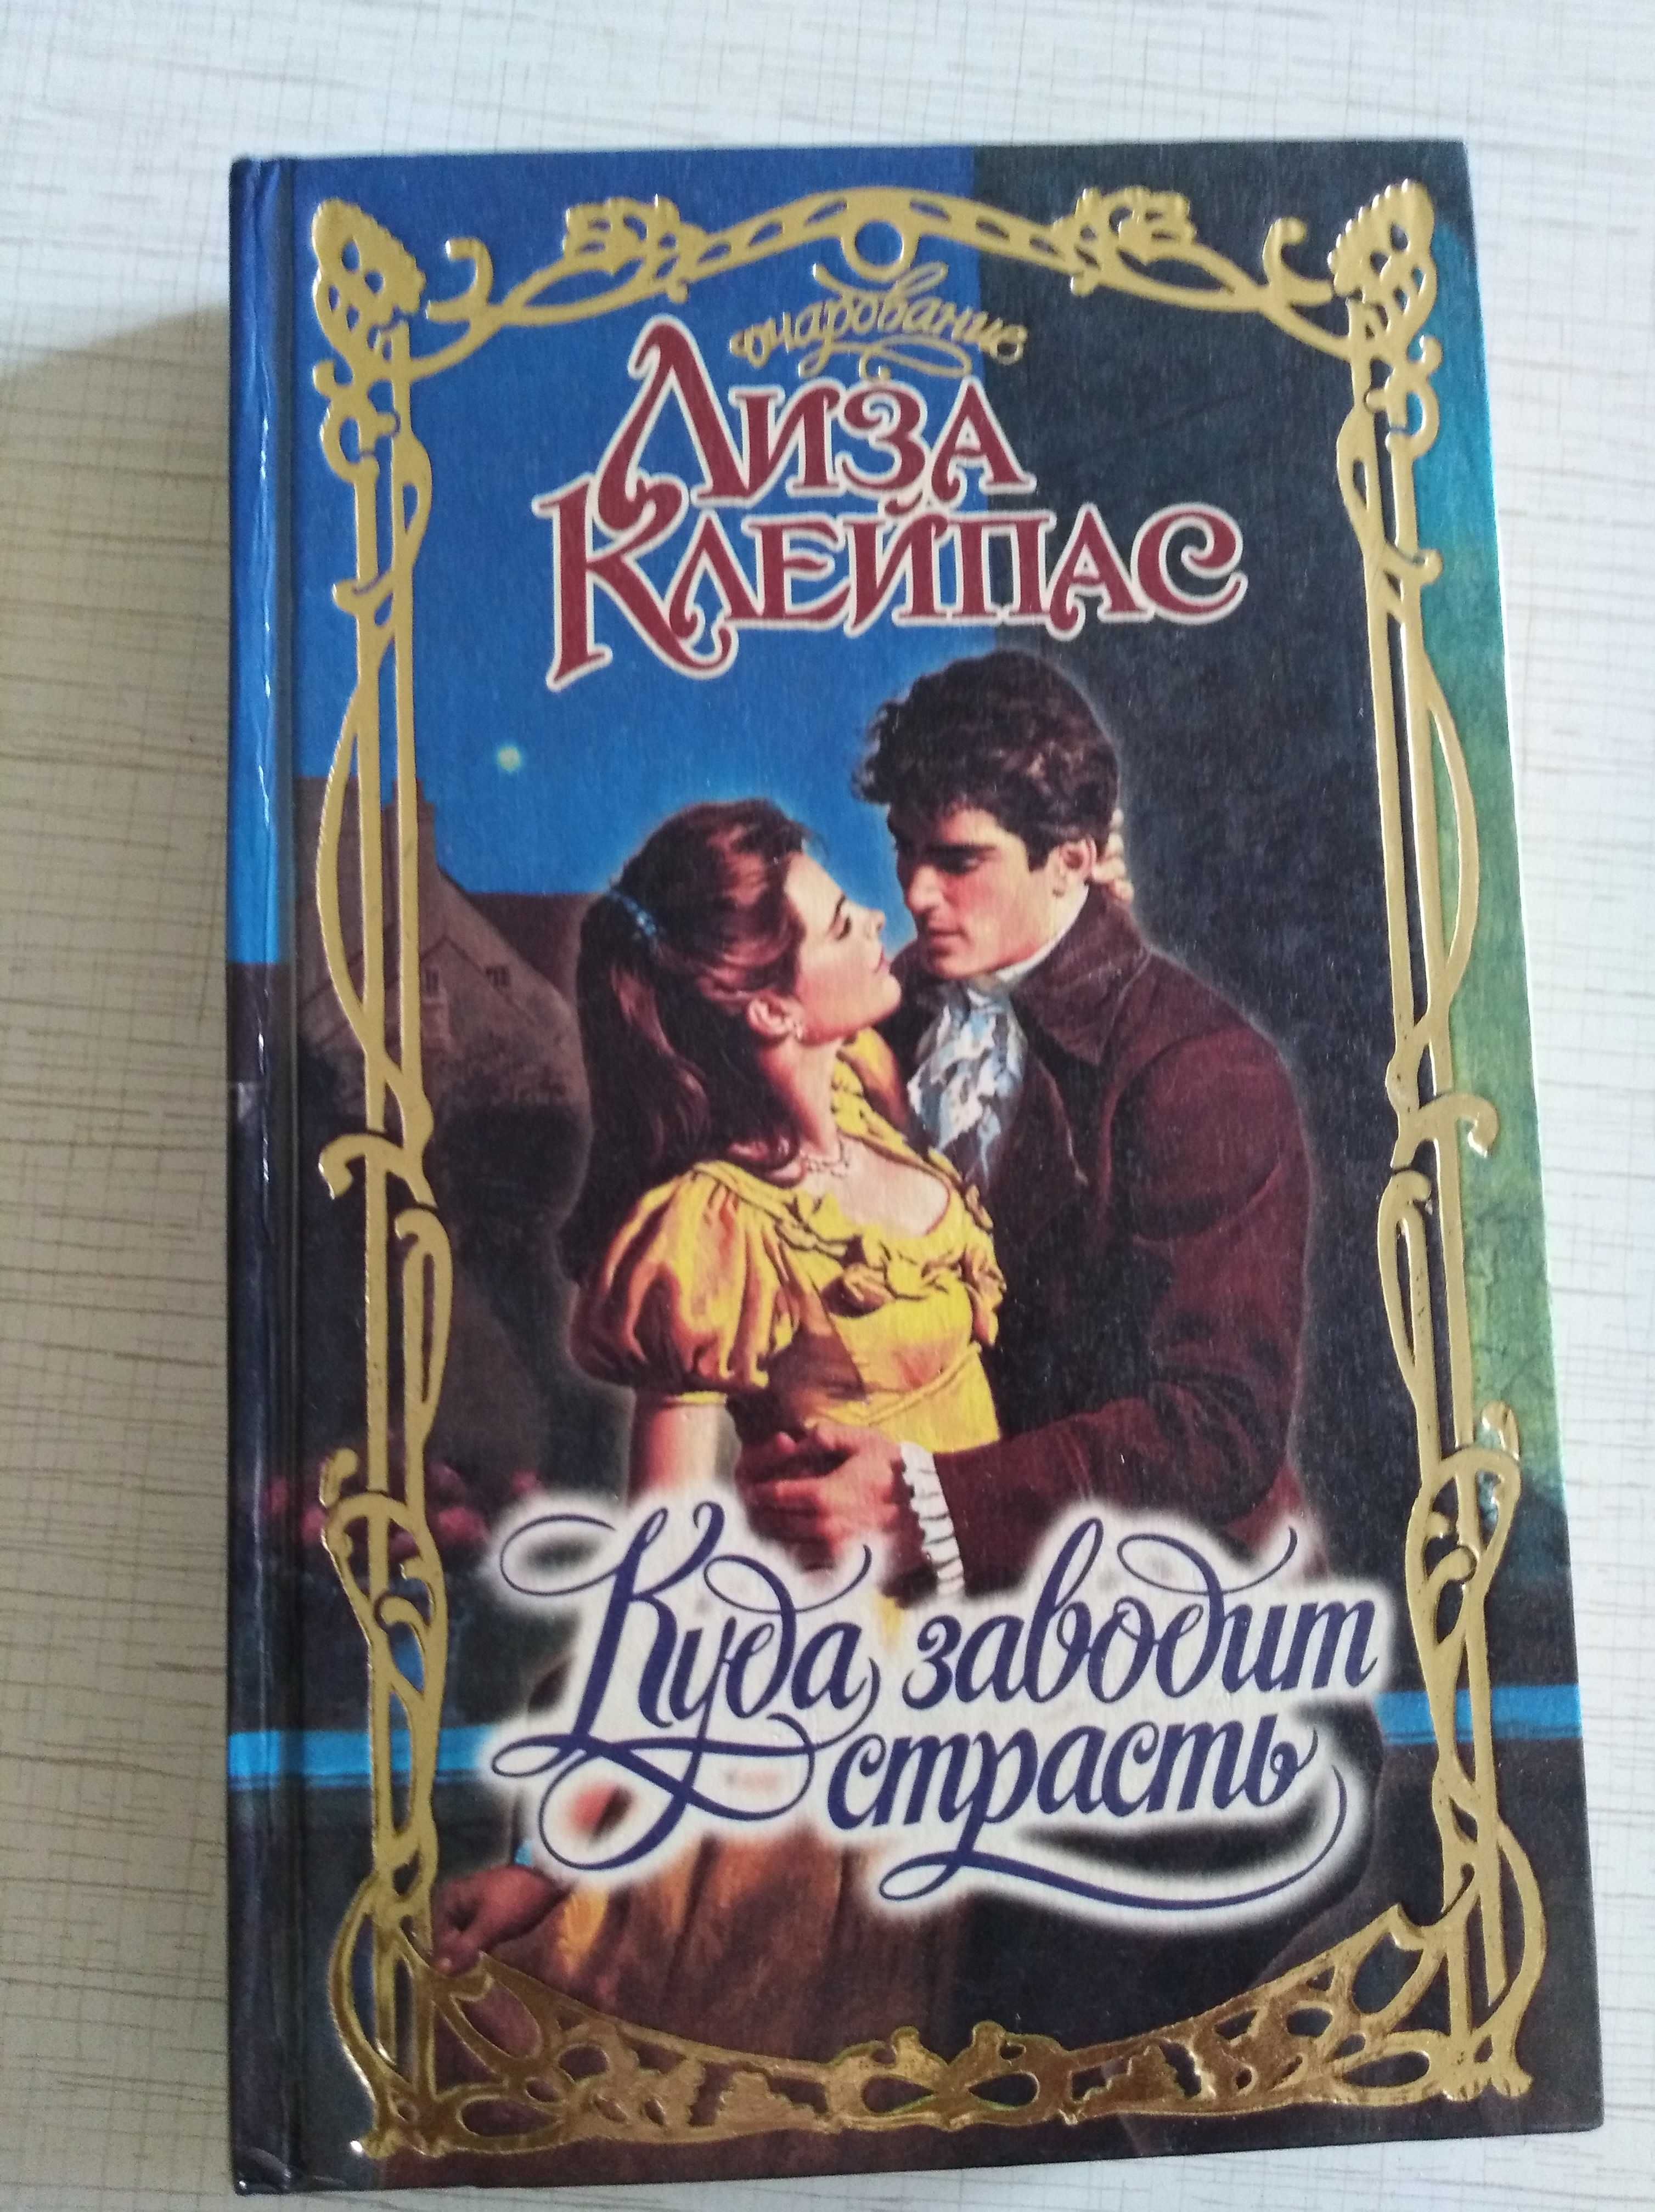 очарование
ЛИЗА
КЛЕЙПАС
Куда заводит
страсть